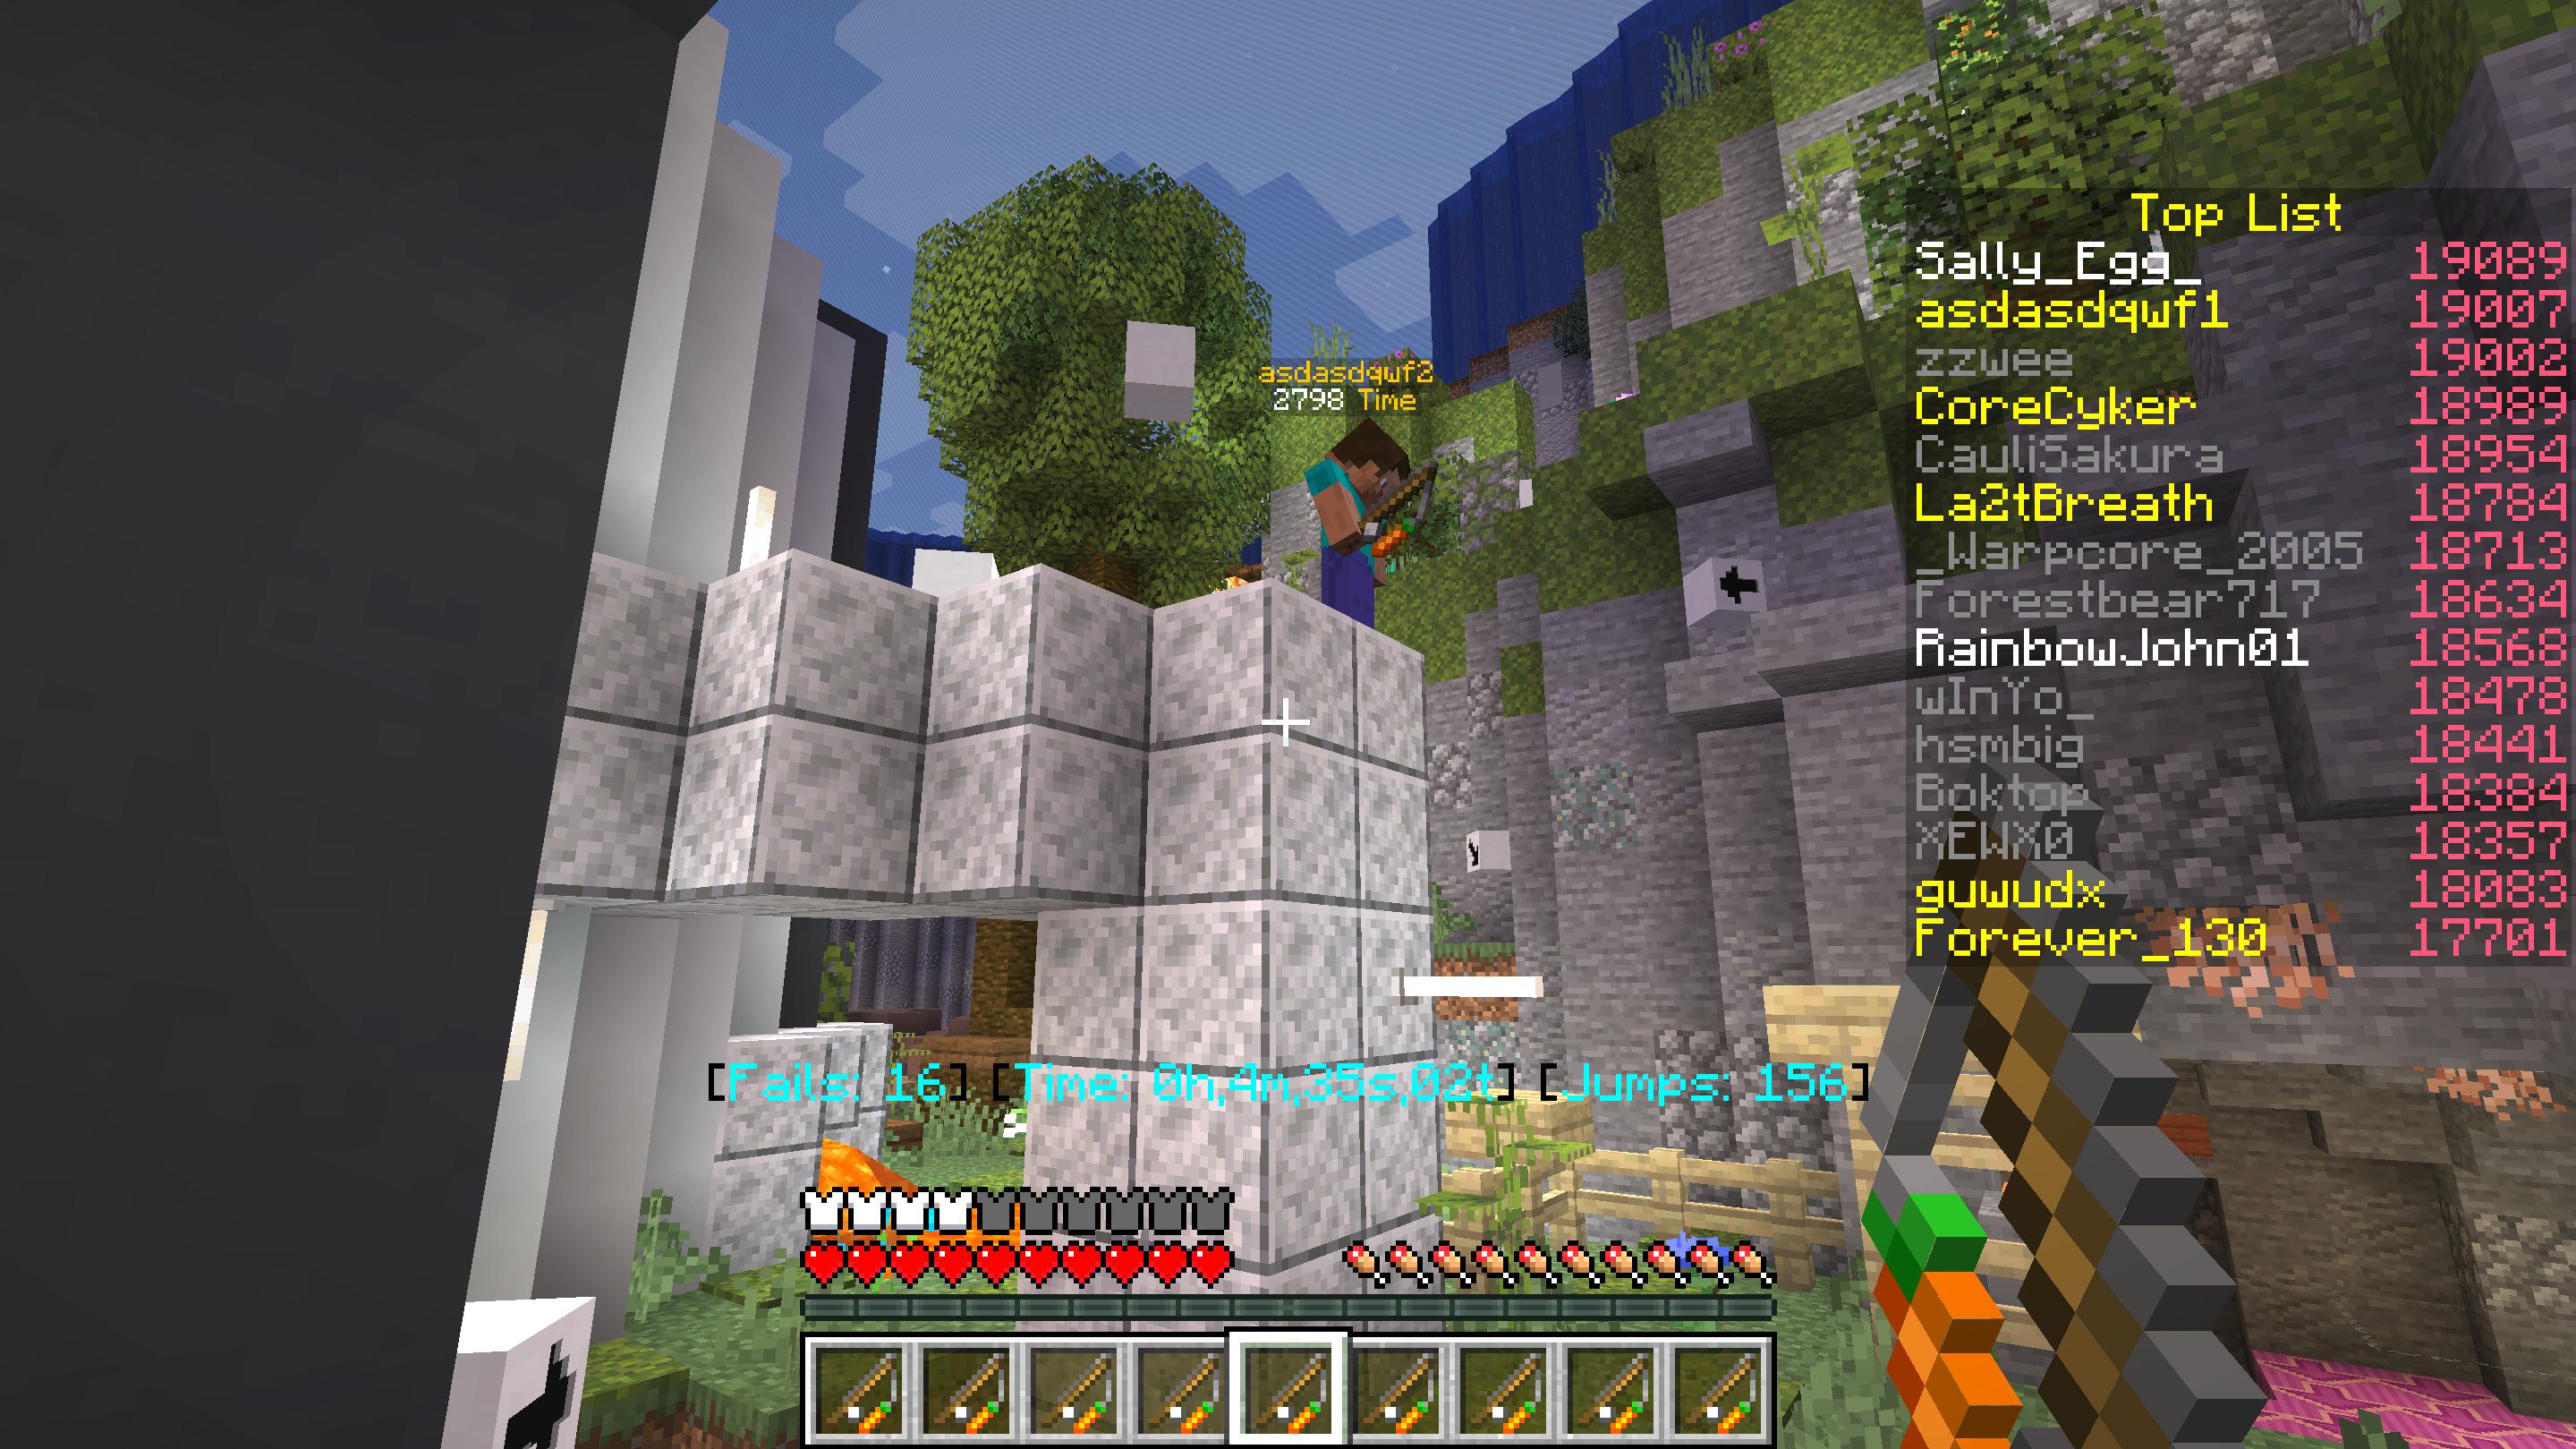 Top List
Sally_Egg_ 19089
asdasdqwf1 19007
zzwee 19002
CoreCyker 18989
CauliSakura 18954
La2tBreath 18784
_Warpcore_2005 18713
Forestbear717 18634
RainbowJohn01 18568
wInYo_ 18478
hsmbig 18441
Boktop 18384
XEWX0 18357
guwudx 18083
Forever_130 17701
asdasdqwf2
2798 Time
[Fails: 16] [Time: 0h,4m,35s,02t] [Jumps: 156]